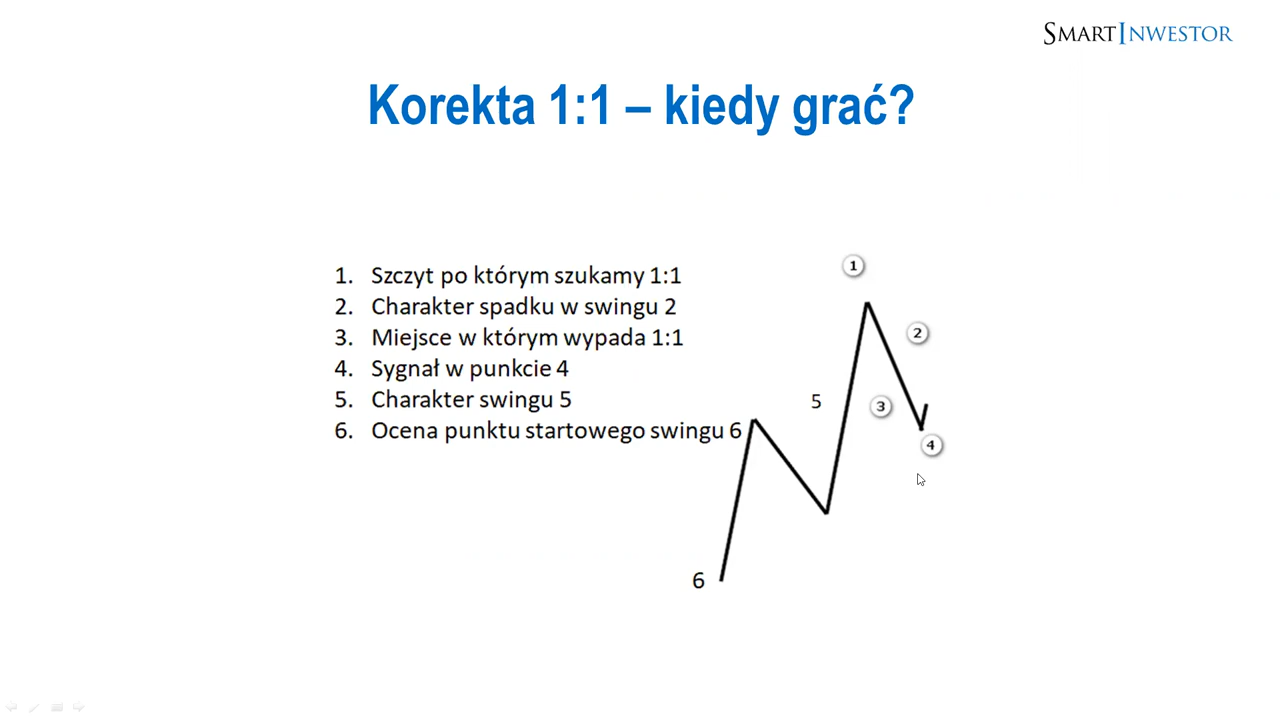 SMARTINWESTOR
Korekta 1:1 – kiedy grać?
1. Szczyt po którym szukamy 1:1
2. Charakter spadku w swingu 2
3. Miejsce w którym wypada 1:1
4. Sygnał w punkcie 4
5. Charakter swingu 5
6. Ocena punktu startowego swingu 6
1
2
5
3
4
6